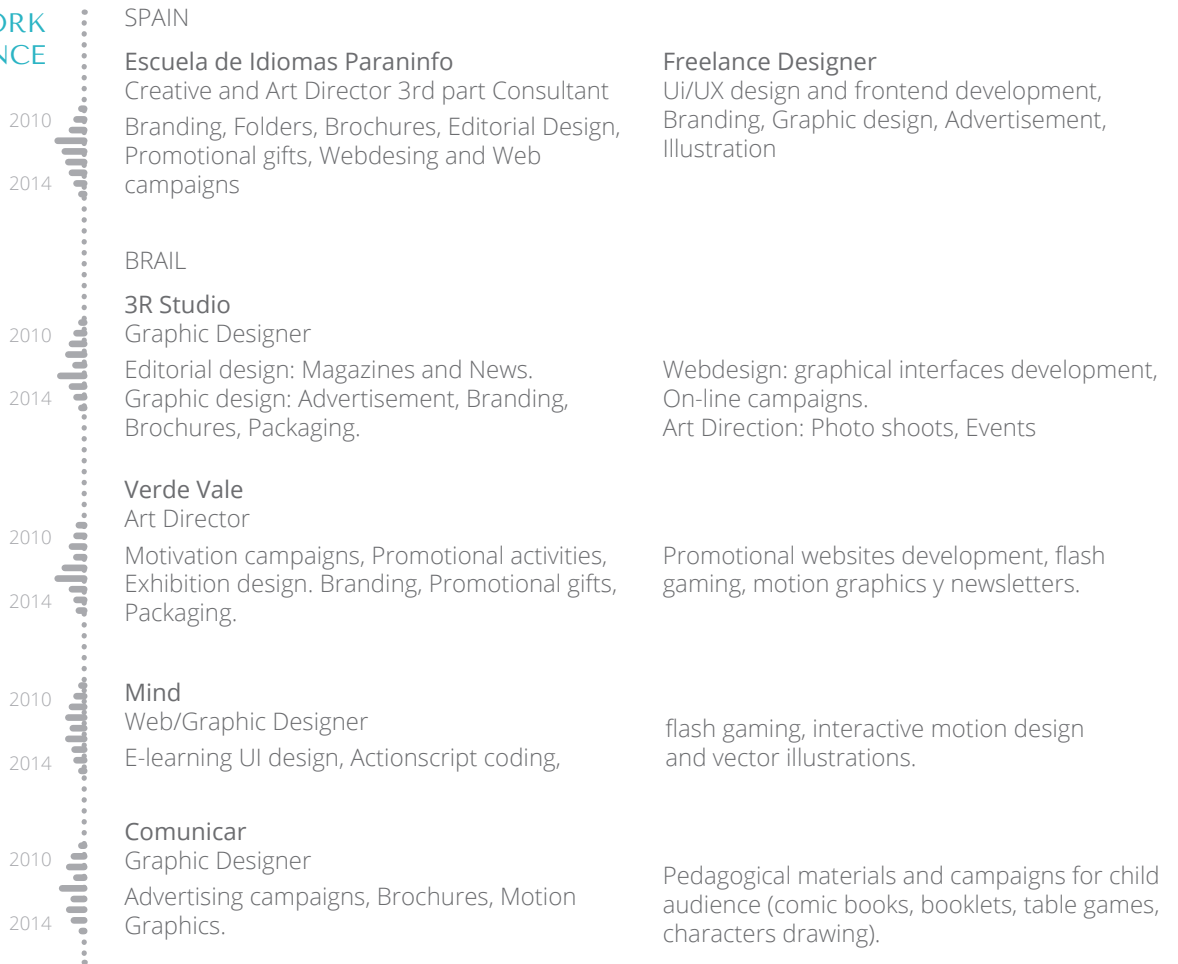 SPAIN
Escuela de Idiomas Paraninfo
Creative and Art Director 3rd part Consultant
2010
Branding, Folders, Brochures, Editorial Design,
Promotional gifts, Webdesing and Web
2014
campaigns
Freelance Designer
Ui/UX design and frontend development,
Branding, Graphic design, Advertisement,
Illustration
BRAIL
3R Studio
2010
Graphic Designer
Editorial design: Magazines and News.
2014
Graphic design: Advertisement, Branding,
Brochures, Packaging.
Webdesign: graphical interfaces development,
On-line campaigns.
Art Direction: Photo shoots, Events
Verde Vale
Art Director
2010
Motivation campaigns, Promotional activities,
Exhibition design. Branding, Promotional gifts,
2014
Packaging.
Promotional websites development, flash
gaming, motion graphics y newsletters.
2010
Mind
Web/Graphic Designer
2014
E-learning UI design, Actionscript coding,
flash gaming, interactive motion design
and vector illustrations.
Comunicar
2010
Graphic Designer
Advertising campaigns, Brochures, Motion
2014
Graphics.
Pedagogical materials and campaigns for child
audience (comic books, booklets, table games,
characters drawing).